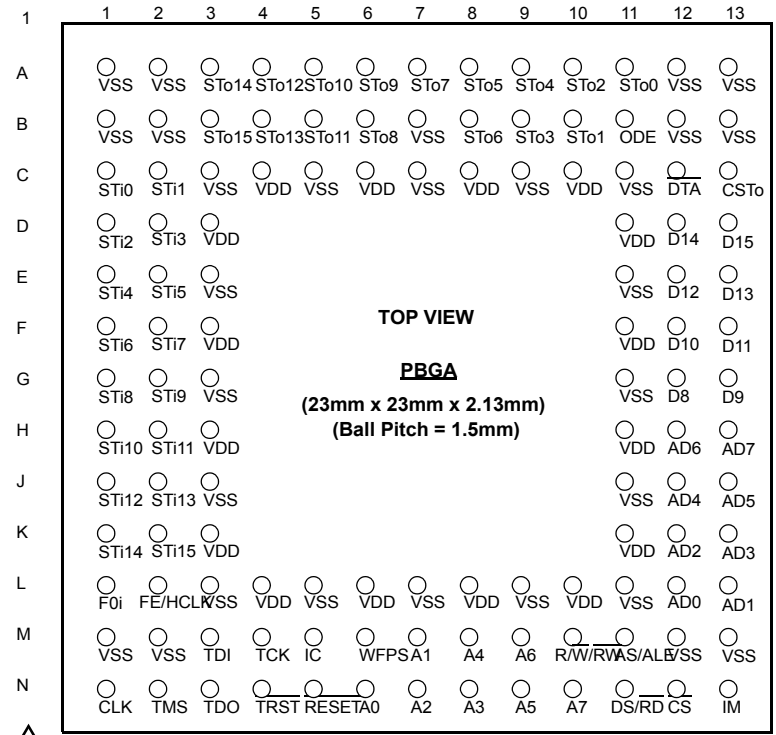 1 1 2 3 4 5 6 7 8 9 10 11 12 13
A
VSS VSS STo14 STo12 STo10 STo9 STo7 STo5 STo4 STo2 STo0 VSS VSS
B
VSS VSS STo15 STo13 STo11 STo8 VSS STo6 STo3 STo1 ODE VSS VSS
C
STi0 STi1 VSS VDD VSS VDD VSS VDD VSS VDD VSS DTA CSTo
D
STi2 STi3 VDD VDD D14 D15
E
STi4 STi5 VSS VSS D12 D13
TOP VIEW
F
STi6 STi7 VDD VDD D10 D11
PBGA
G
STi8 STi9 VSS VSS D8 D9
(23mm x 23mm x 2.13mm)
(Ball Pitch = 1.5mm)
H
STi10 STi11 VDD VDD AD6 AD7
J
STi12 STi13 VSS VSS AD4 AD5
K
STi14 STi15 VDD VDD AD2 AD3
L
F0i FE/HCLK VSS VDD VSS VDD VSS VDD VSS VDD VSS AD0 AD1
M
VSS VSS TDI TCK IC WFPS A1 A4 A6 R/W/RW AS/ALE VSS VSS
N
CLK TMS TDO TRST RESET A0 A2 A3 A5 A7 DS/RD CS IM